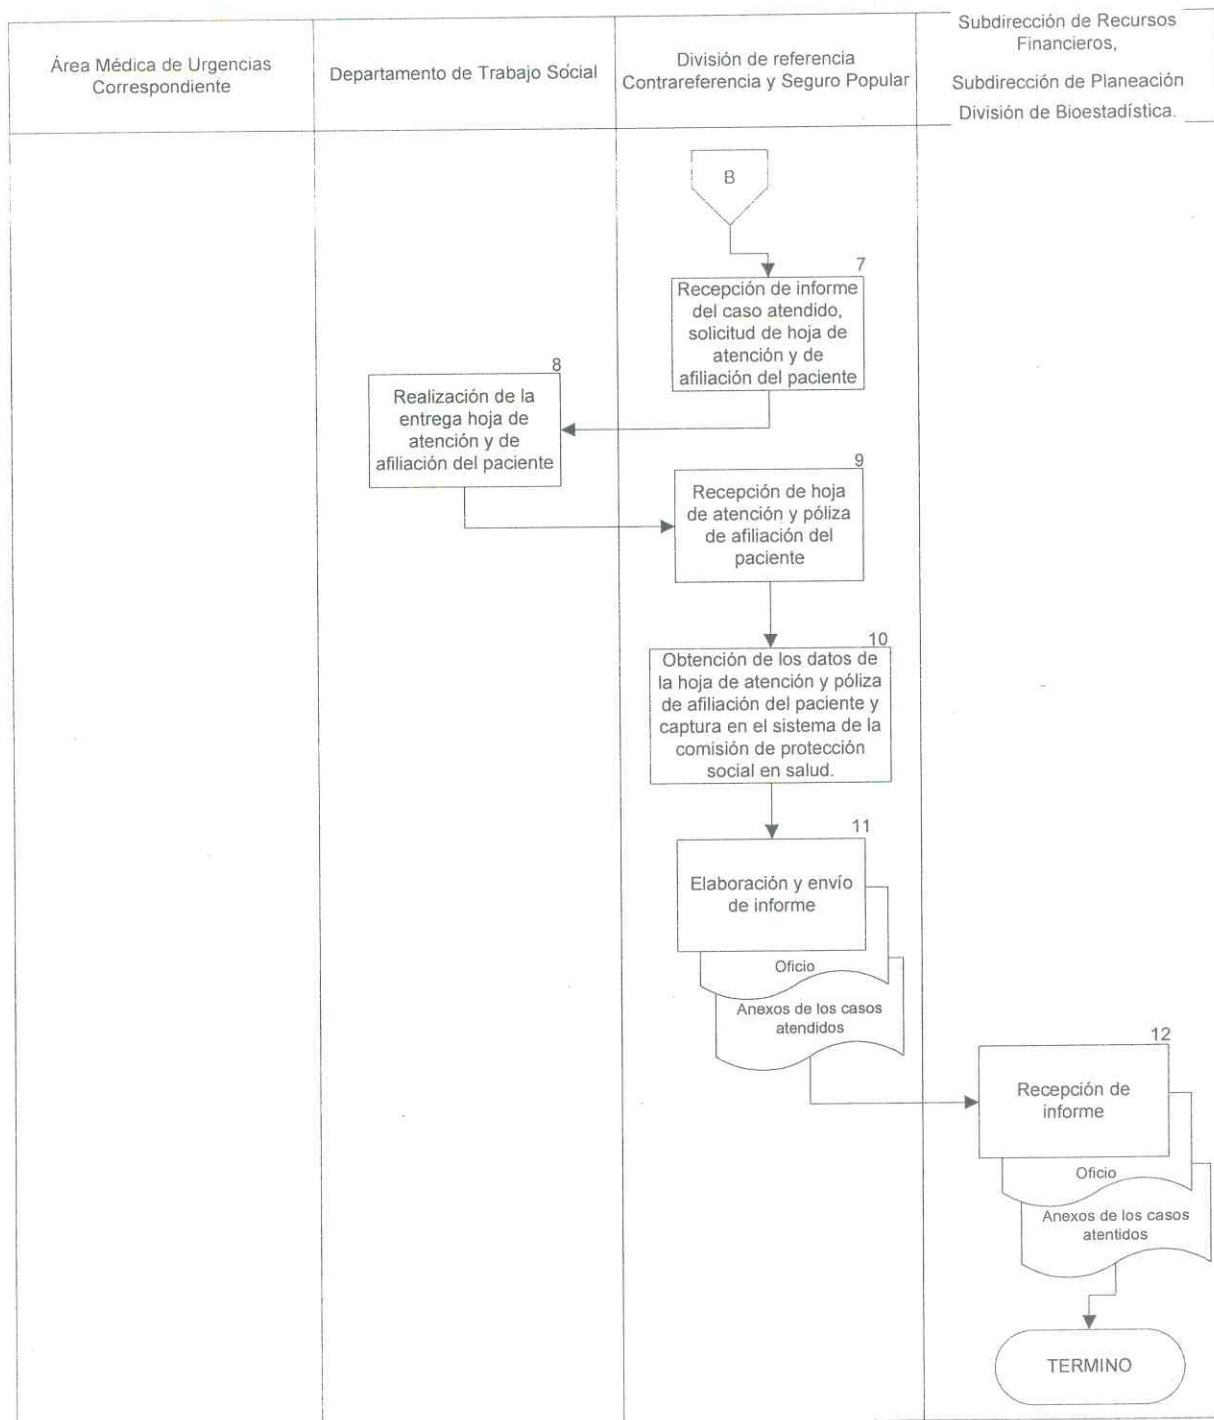 Área Médica de Urgencias
Correspondiente
Departamento de Trabajo Social
División de referencia
Contrareferencia y Seguro Popular
Subdirección de Recursos
Financieros,
Subdirección de Planeación
División de Bioestadística.
B
7
Recepción de informe
del caso atendido,
solicitud de hoja de
atención y de
afiliación del paciente
8
Realización de la
entrega hoja de
atención y de
afiliación del paciente
9
Recepción de hoja
de atención y póliza
de afiliación del
paciente
10
Obtención de los datos de
la hoja de atención y póliza
de afiliación del paciente y
captura en el sistema de la
comisión de protección
social en salud.
11
Elaboración y envío
de informe
Oficio
Anexos de los casos
atendidos
12
Recepción de
informe
Oficio
Anexos de los casos
atentidos
TERMINO